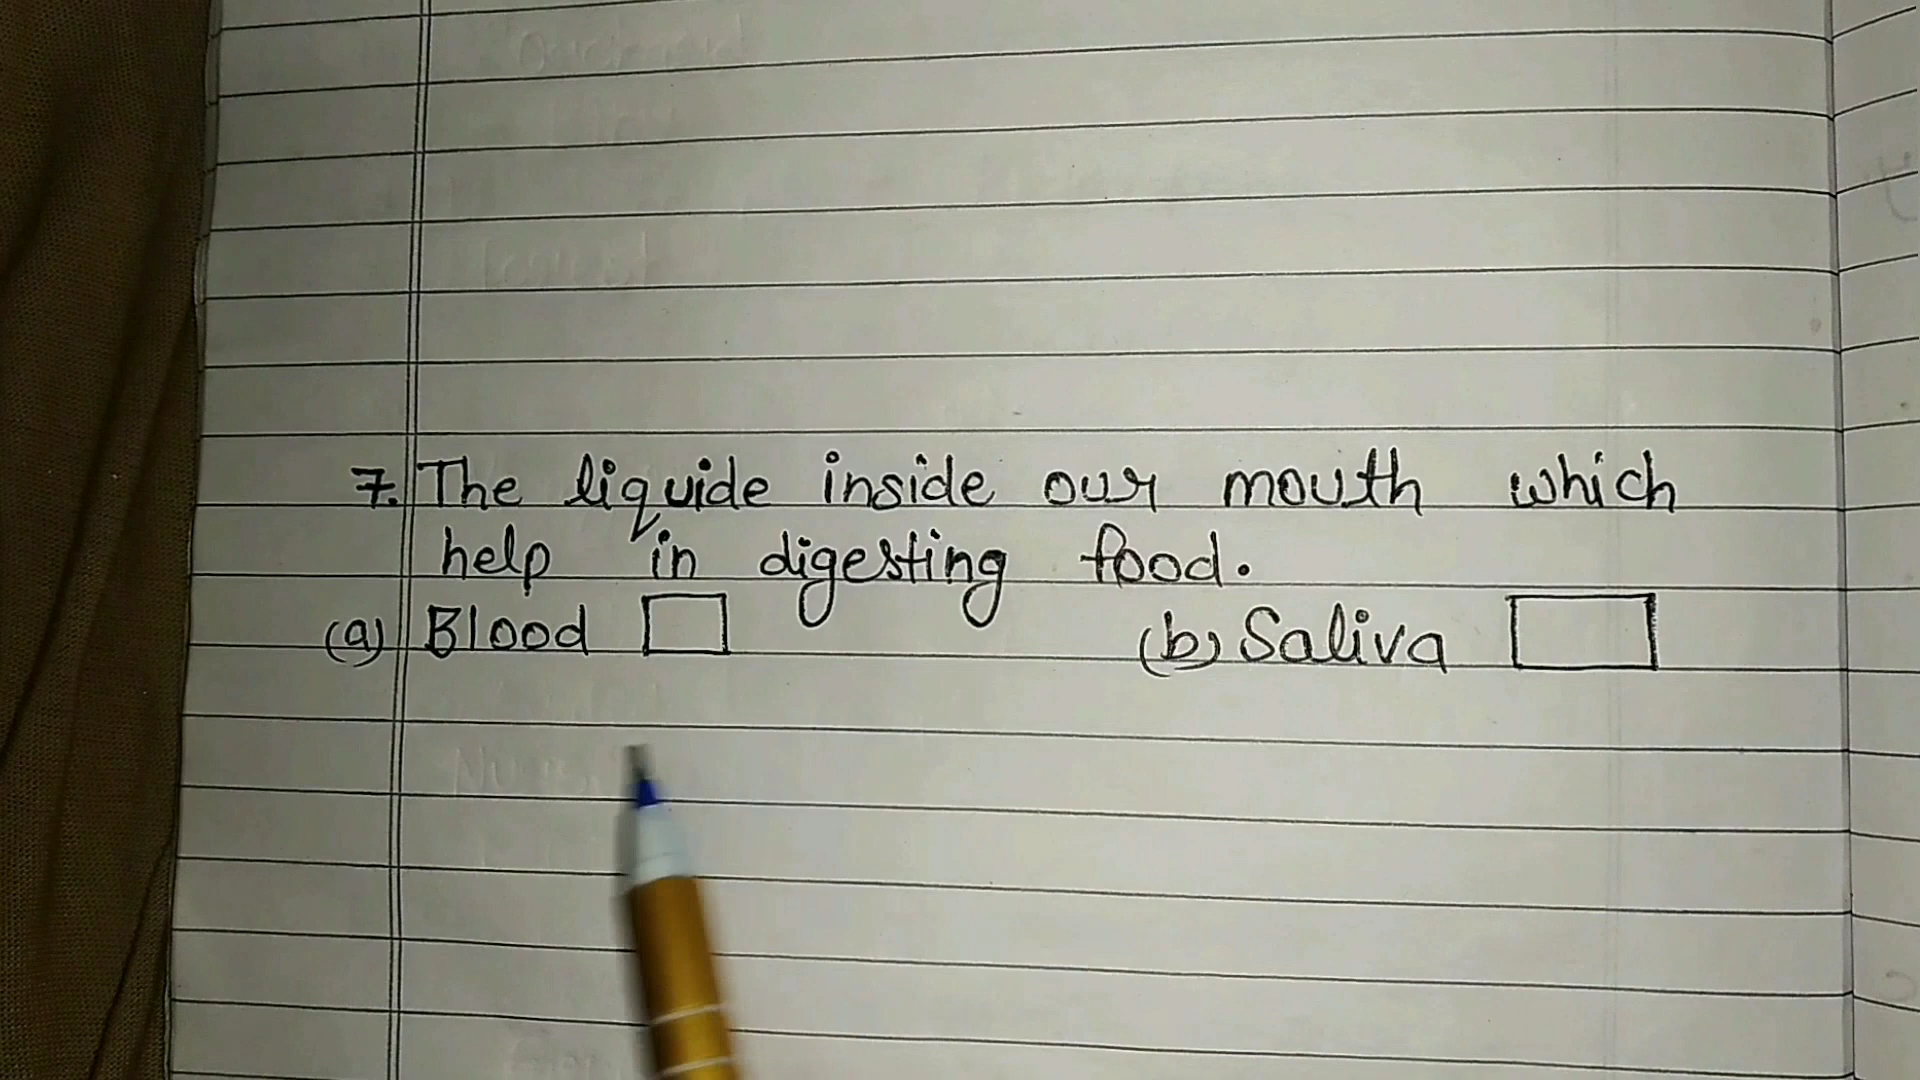 7. The liquide inside our mouth which
help in digesting food.
(a) Blood (b) Saliva